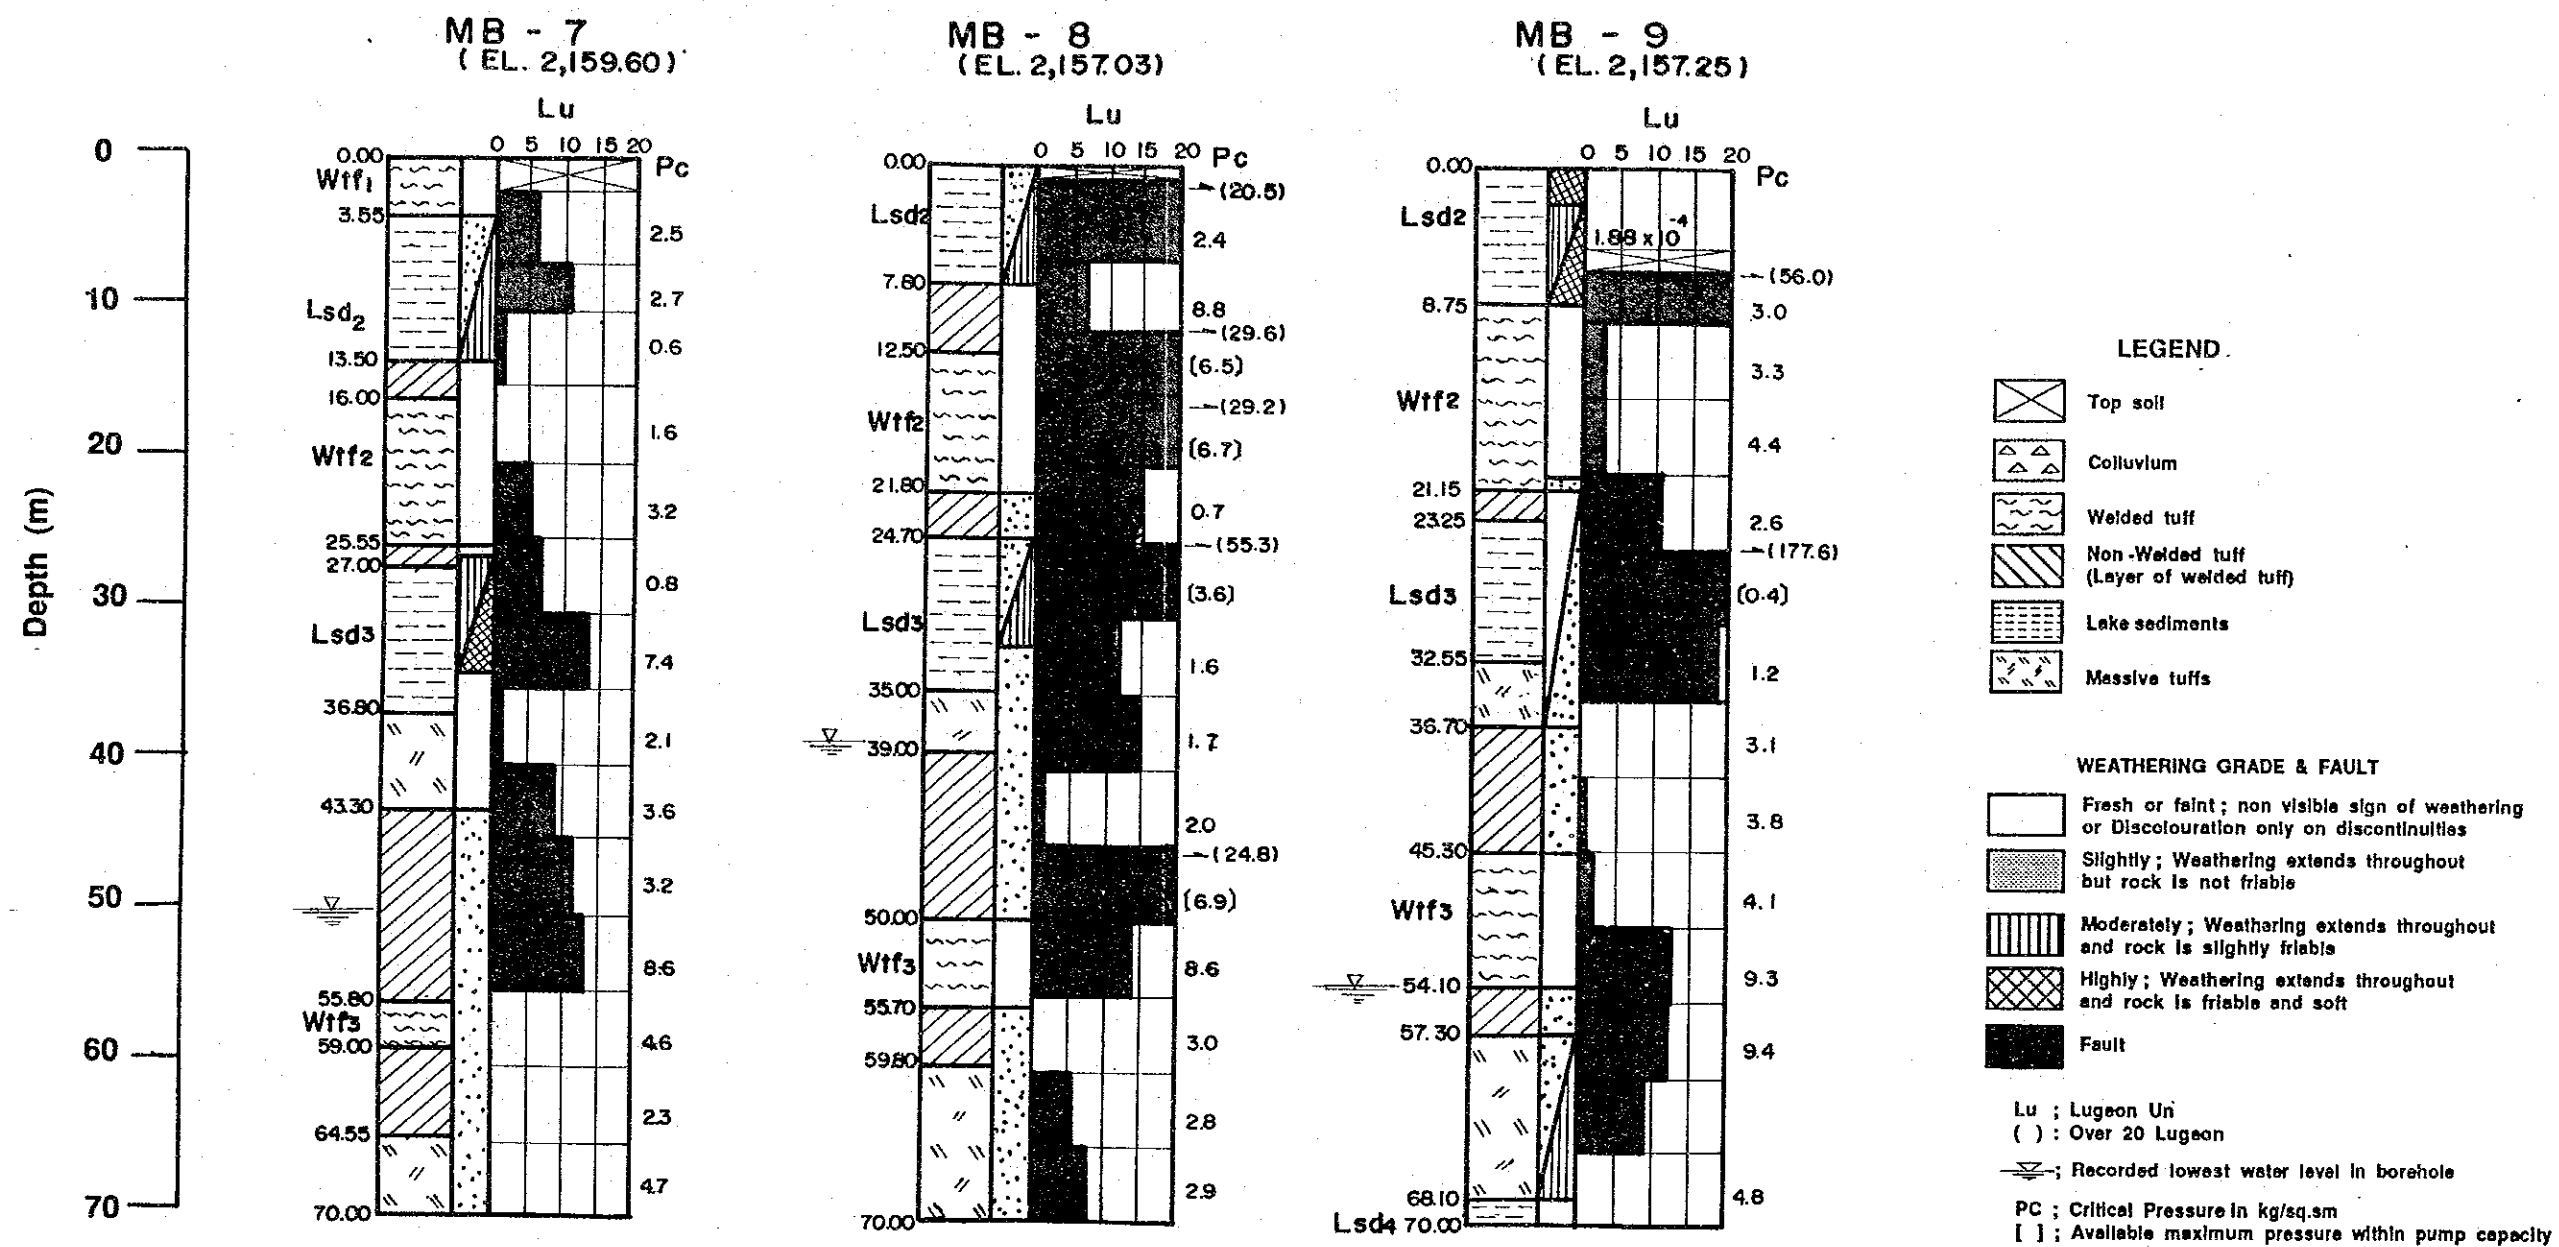 MB - 7
(EL. 2,159.60)
MB - 8
(EL. 2,157.03)
MB - 9
(EL. 2,157.25)
Depth (m)
0
10
20
30
40
50
60
70
Lu
0 5 10 15 20
Pc
0.00
Wtf1
3.55
Lsd2
13.50
16.00
Wtf2
25.55
27.00
Lsd3
36.80
43.30
55.80
Wtf3
59.00
64.55
70.00
2.5
2.7
0.6
1.6
3.2
0.8
7.4
2.1
3.6
3.2
8.6
4.6
2.3
4.7
Lu
0 5 10 15 20
Pc
0.00
Lsd2
7.80
12.50
Wtf2
21.80
24.70
Lsd3
35.00
39.00
50.00
Wtf3
55.70
59.80
70.00
(20.5)
2.4
8.8
(29.6)
[6.5]
(29.2)
[6.7]
0.7
(55.3)
[3.6]
1.6
1.7
2.0
(24.8)
[6.9]
8.6
3.0
2.8
2.9
Lu
0 5 10 15 20
Pc
0.00
Lsd2
8.75
Wtf2
21.15
23.25
Lsd3
32.55
36.70
45.30
Wtf3
54.10
57.30
68.10
Lsd4 70.00
1.88 x 10-4
(56.0)
3.0
3.3
4.4
2.6
(177.6)
[0.4]
1.2
3.1
3.8
4.1
9.3
9.4
4.8
LEGEND
Top soil
Colluvium
Welded tuff
Non-Welded tuff
(Layer of welded tuff)
Lake sediments
Massive tuffs
WEATHERING GRADE & FAULT
Fresh or faint ; non visible sign of weathering
or Discolouration only on discontinuities
Slightly ; Weathering extends throughout
but rock is not friable
Moderately ; Weathering extends throughout
and rock is slightly friable
Highly ; Weathering extends throughout
and rock is friable and soft
Fault
Lu ; Lugeon Un
( ) : Over 20 Lugeon
; Recorded lowest water level in borehole
PC ; Critical Pressure in kg/sq.sm
[ ] ; Available maximum pressure within pump capacity